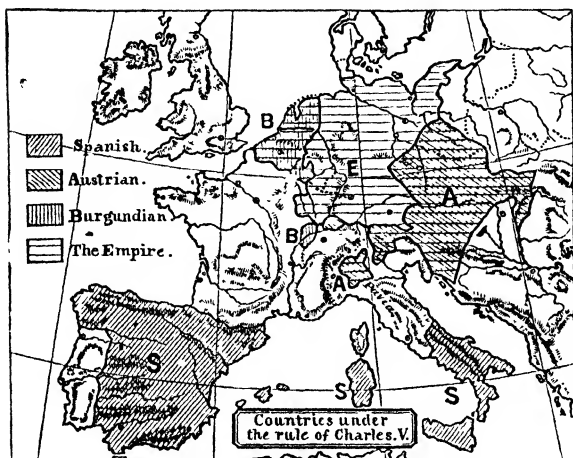 B
Spanish.
E
Austrian.
A
Burgundian
B
The Empire.
A
S
S
S
Countries under
the rule of Charles.V.